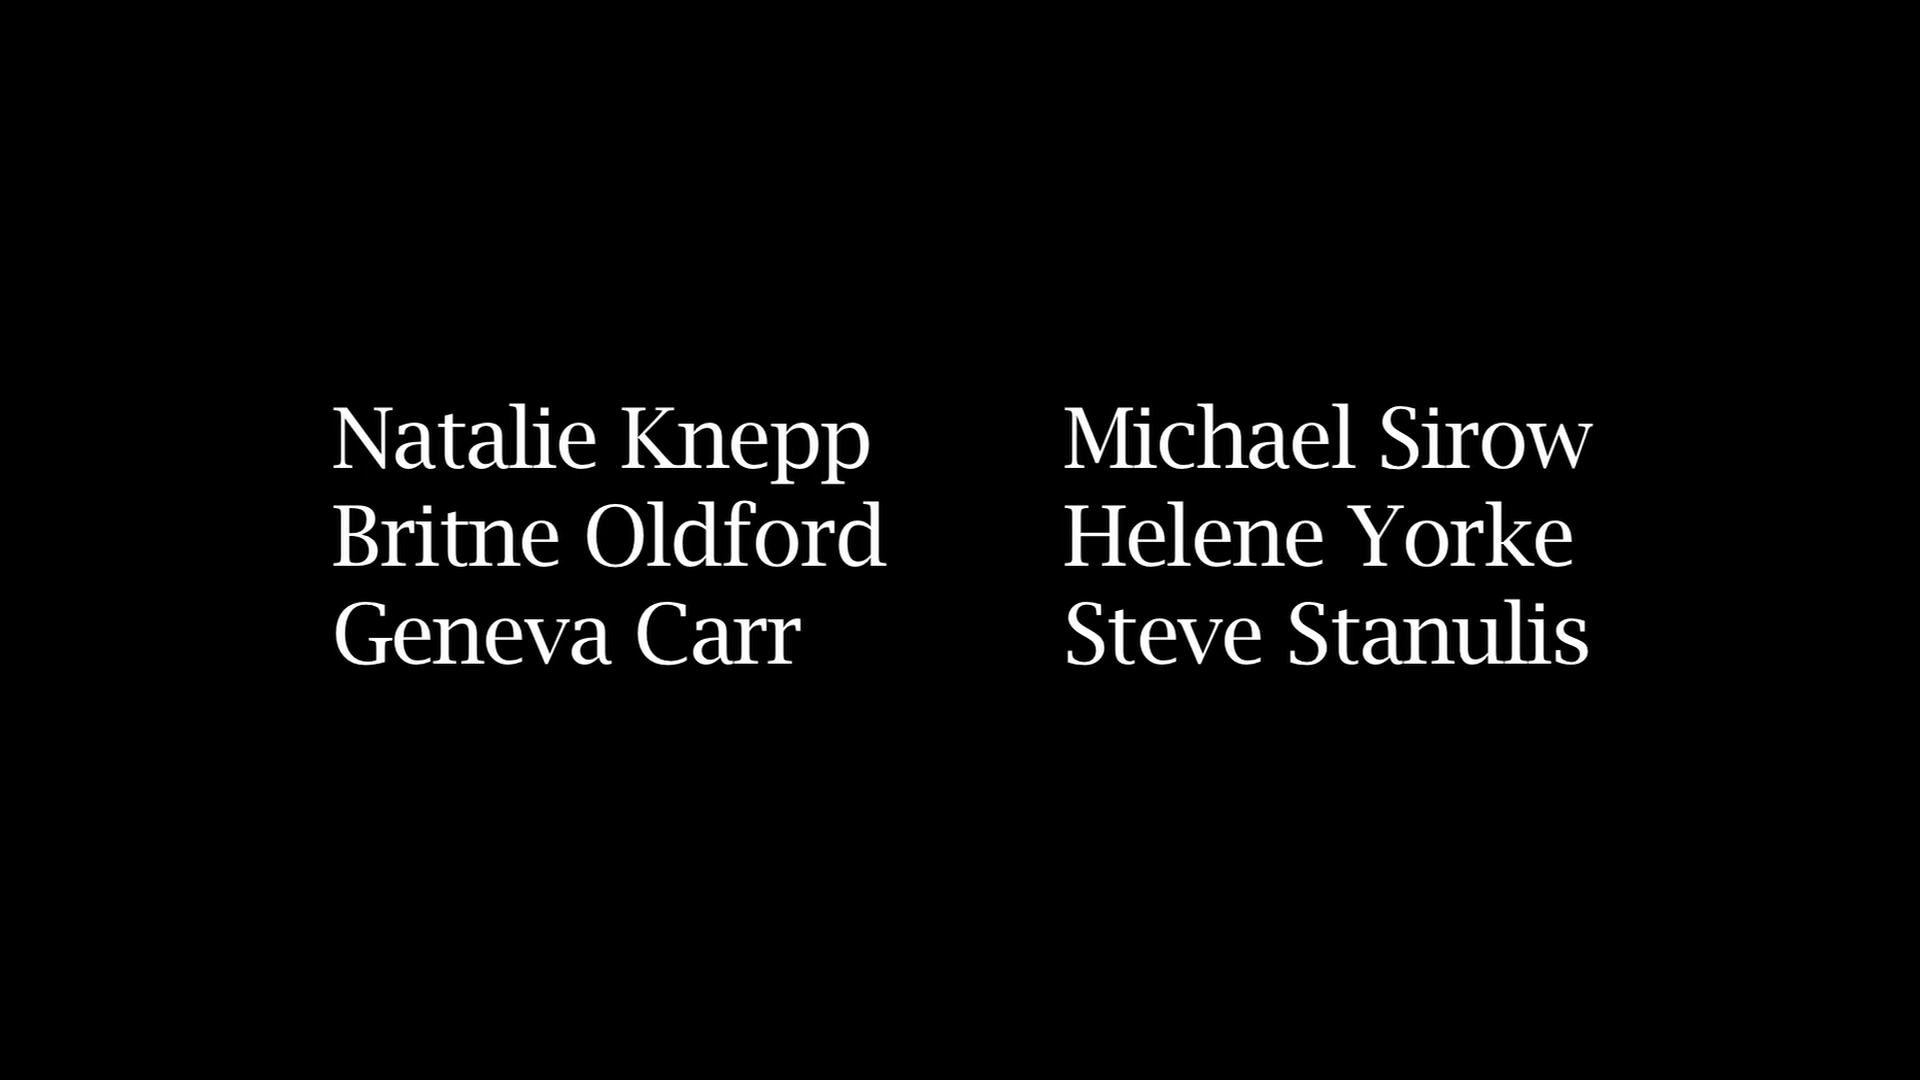 Natalie Knepp Michael Sirow
Britne Oldford Helene Yorke
Geneva Carr Steve Stanulis